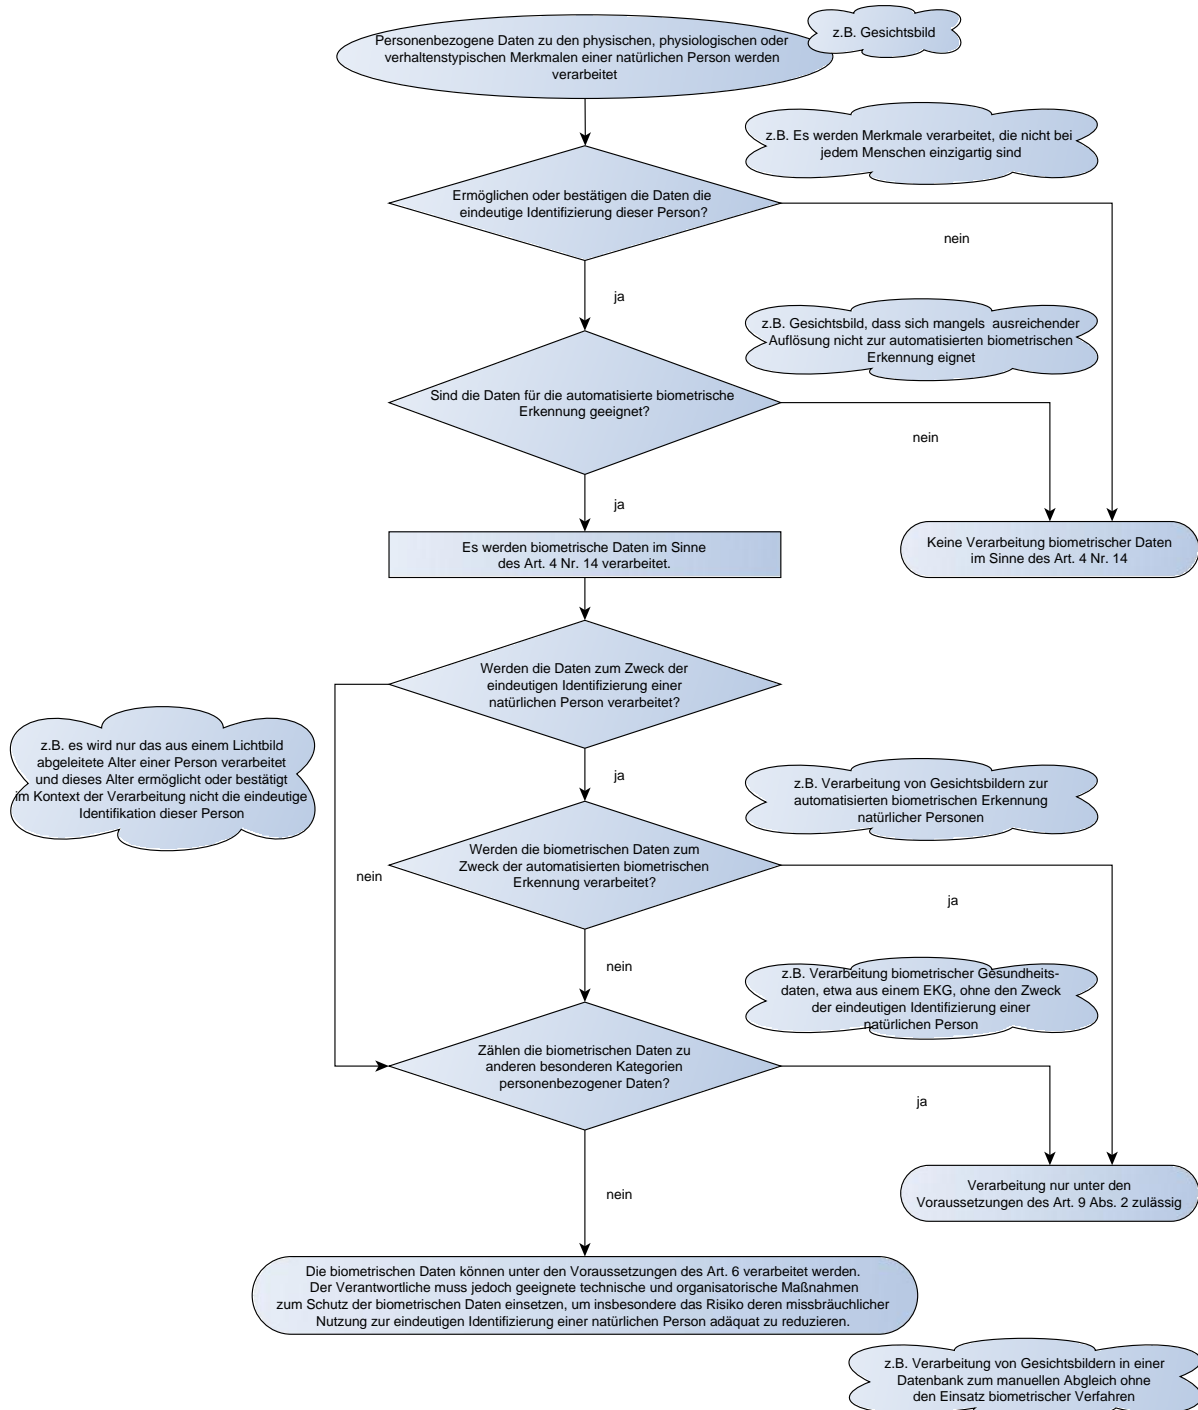 Personenbezogene Daten zu den physischen, physiologischen oder
verhaltenstypischen Merkmalen einer natürlichen Person werden
verarbeitet
z.B. Gesichtsbild
z.B. Es werden Merkmale verarbeitet, die nicht bei
jedem Menschen einzigartig sind
Ermöglichen oder bestätigen die Daten die
eindeutige Identifizierung dieser Person?
nein
ja
z.B. Gesichtsbild, dass sich mangels ausreichender
Auflösung nicht zur automatisierten biometrischen
Erkennung eignet
Sind die Daten für die automatisierte biometrische
Erkennung geeignet?
nein
ja
Es werden biometrische Daten im Sinne
des Art. 4 Nr. 14 verarbeitet.
Keine Verarbeitung biometrischer Daten
im Sinne des Art. 4 Nr. 14
Werden die Daten zum Zweck der
eindeutigen Identifizierung einer
natürlichen Person verarbeitet?
z.B. es wird nur das aus einem Lichtbild
abgeleitete Alter einer Person verarbeitet
und dieses Alter ermöglicht oder bestätigt
im Kontext der Verarbeitung nicht die eindeutige
Identifikation dieser Person
ja
z.B. Verarbeitung von Gesichtsbildern zur
automatisierten biometrischen Erkennung
natürlicher Personen
Werden die biometrischen Daten zum
Zweck der automatisierten biometrischen
Erkennung verarbeitet?
nein
ja
nein
z.B. Verarbeitung biometrischer Gesundheits-
daten, etwa aus einem EKG, ohne den Zweck
der eindeutigen Identifizierung einer
natürlichen Person
Zählen die biometrischen Daten zu
anderen besonderen Kategorien
personenbezogener Daten?
ja
nein
Verarbeitung nur unter den
Voraussetzungen des Art. 9 Abs. 2 zulässig
Die biometrischen Daten können unter den Voraussetzungen des Art. 6 verarbeitet werden.
Der Verantwortliche muss jedoch geeignete technische und organisatorische Maßnahmen
zum Schutz der biometrischen Daten einsetzen, um insbesondere das Risiko deren missbräuchlicher
Nutzung zur eindeutigen Identifizierung einer natürlichen Person adäquat zu reduzieren.
z.B. Verarbeitung von Gesichtsbildern in einer
Datenbank zum manuellen Abgleich ohne
den Einsatz biometrischer Verfahren